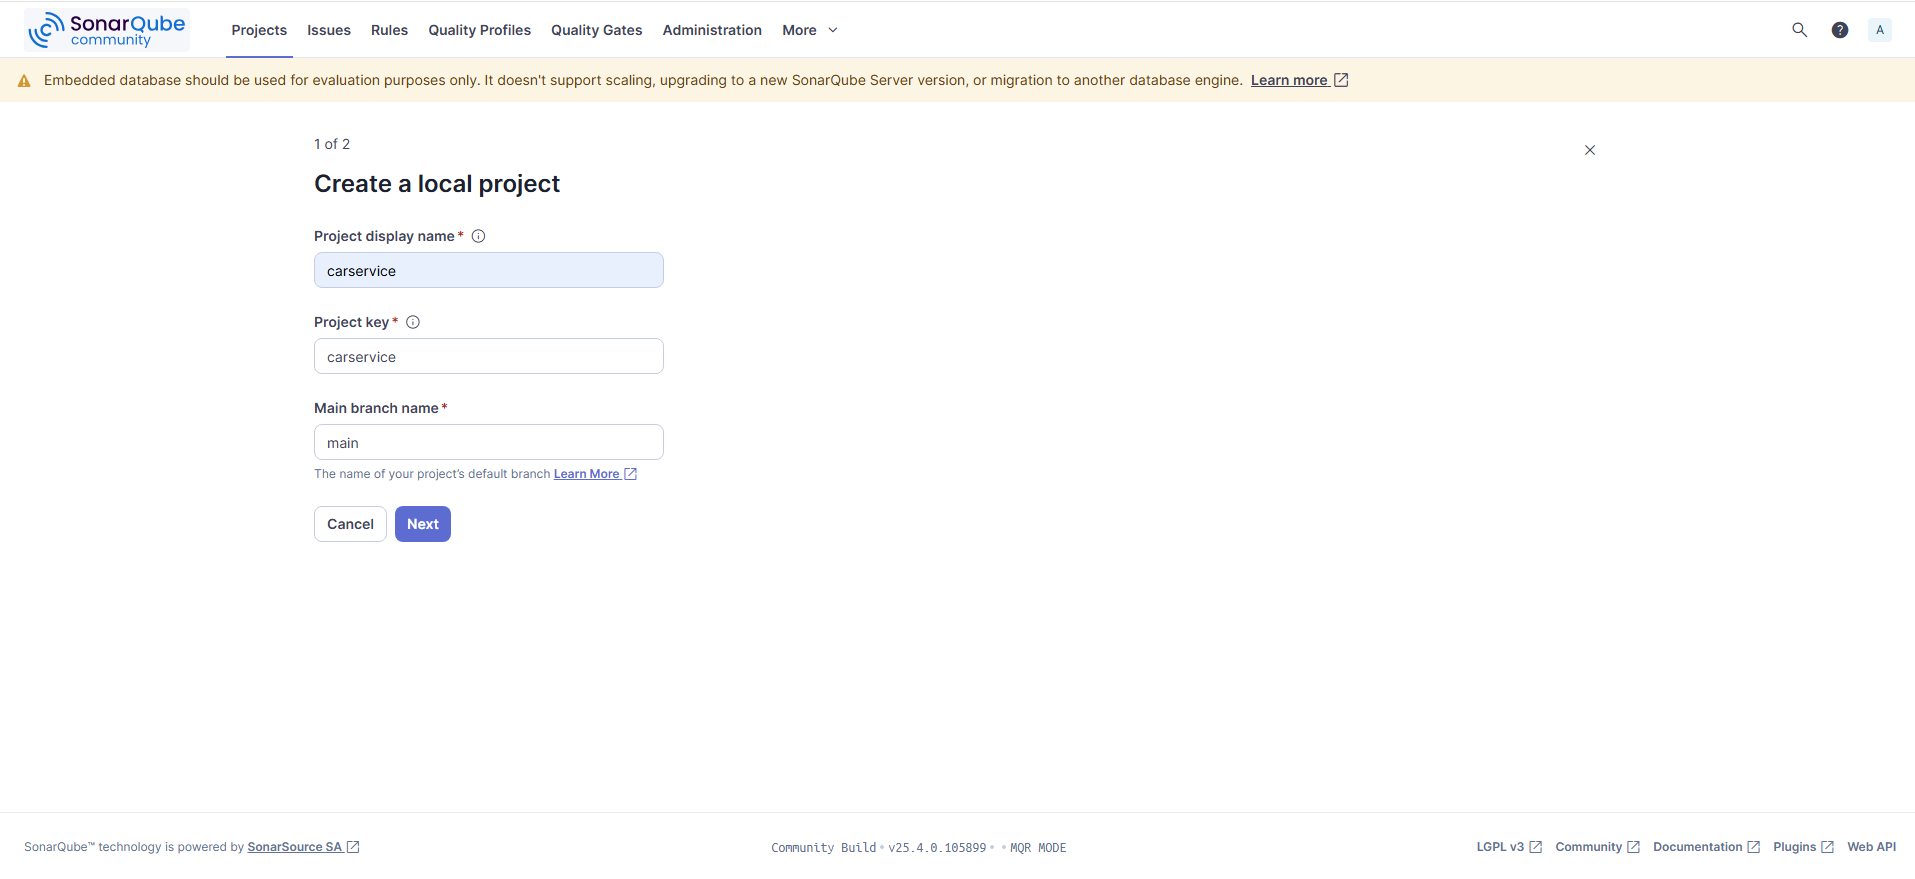 SonarQube community
Projects Issues Rules Quality Profiles Quality Gates Administration More ? A
Embedded database should be used for evaluation purposes only. It doesn't support scaling, upgrading to a new SonarQube Server version, or migration to another database engine. Learn more
1 of 2
Create a local project
Project display name*
carservice
Project key*
carservice
Main branch name*
main
The name of your project's default branch Learn More
Cancel Next
SonarQube™ technology is powered by SonarSource SA Community Build • v25.4.0.105899 • • MQR MODE LGPL v3 Community Documentation Plugins Web API